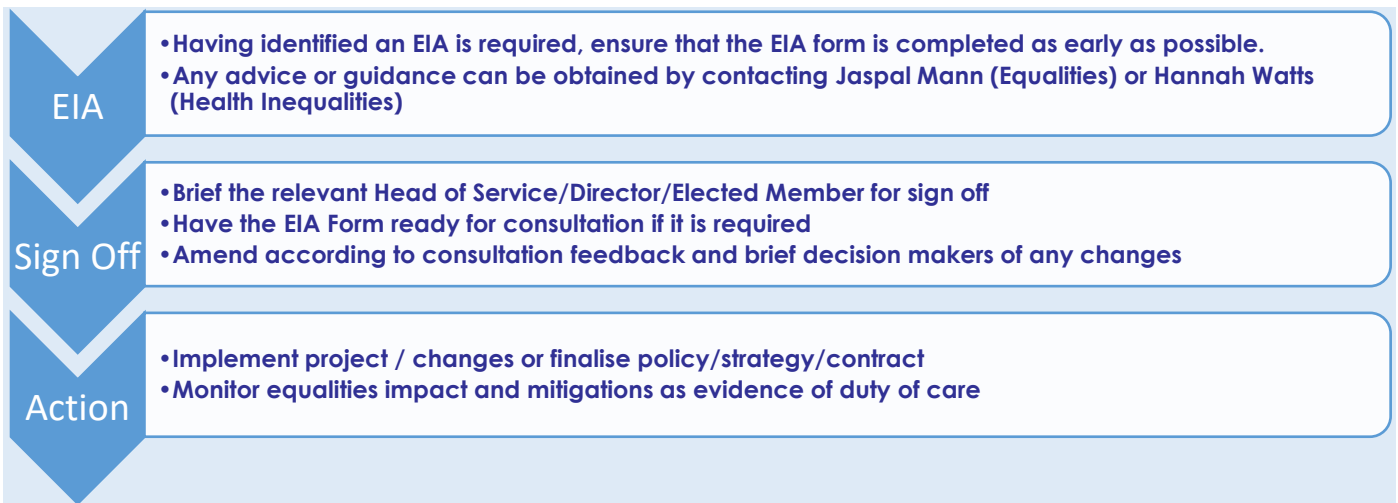 EIA
•Having identified an EIA is required, ensure that the EIA form is completed as early as possible.
•Any advice or guidance can be obtained by contacting Jaspal Mann (Equalities) or Hannah Watts
(Health Inequalities)
Sign Off
•Brief the relevant Head of Service/Director/Elected Member for sign off
•Have the EIA Form ready for consultation if it is required
•Amend according to consultation feedback and brief decision makers of any changes
Action
•Implement project / changes or finalise policy/strategy/contract
•Monitor equalities impact and mitigations as evidence of duty of care